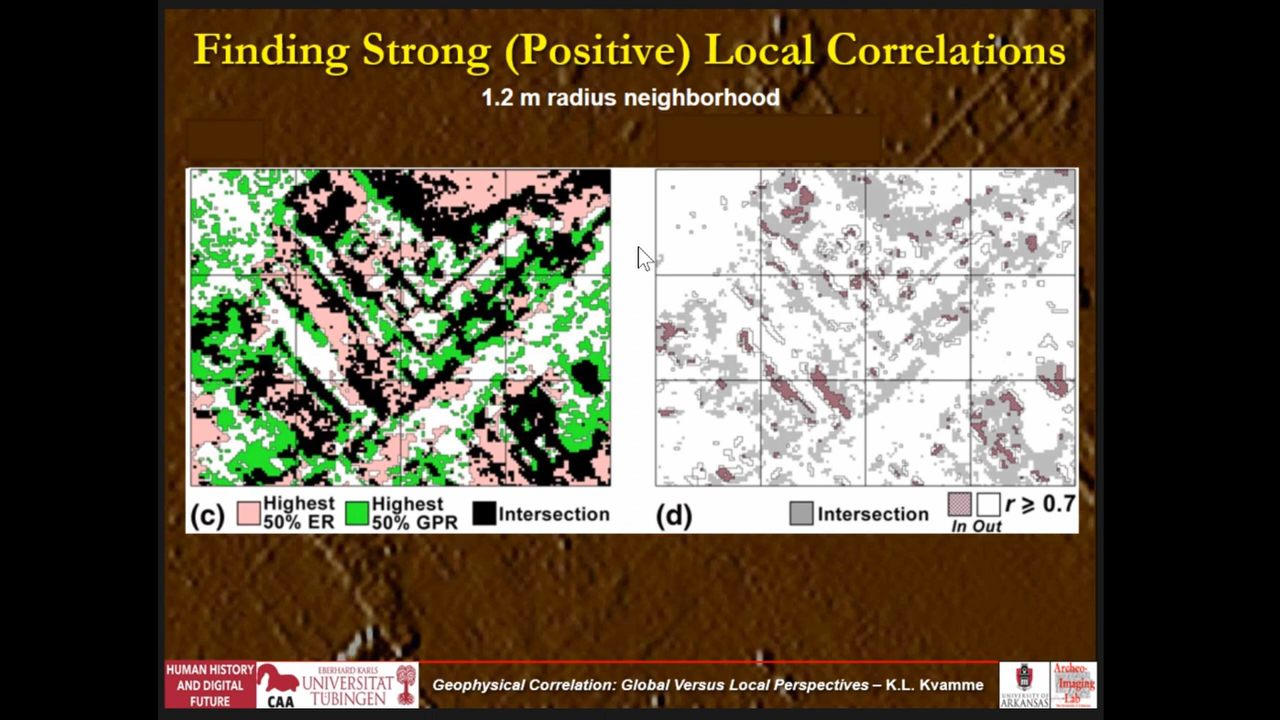 Finding Strong (Positive) Local Correlations
1.2 m radius neighborhood
(c) Highest 50% ER Highest 50% GPR Intersection
(d) Intersection In Out r ⩾ 0.7
HUMAN HISTORY
AND DIGITAL
FUTURE
CAA
EBERHARD KARLS
UNIVERSITÄT
TÜBINGEN
Geophysical Correlation: Global Versus Local Perspectives – K.L. Kvamme
UNIVERSITY OF
ARKANSAS
Archeo-
Imaging
Lab